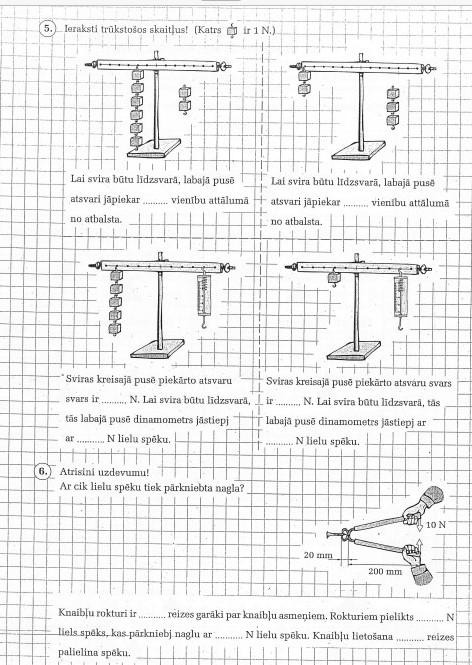 5. Ieraksti trūkstošos skaitļus! (Katrs ir 1 N.)
Lai svira būtu līdzsvarā, labajā pusē
atsvari jāpiekar .......... vienību attālumā
no atbalsta.
Lai svira būtu līdzsvarā, labajā pusē
atsvari jāpiekar .......... vienību attālumā
no atbalsta.
Sviras kreisajā pusē piekārto atsvaru
svars ir .......... N. Lai svira būtu līdzsvarā,
tās labajā pusē dinamometrs jāstiepj
ar .......... N lielu spēku.
Sviras kreisajā pusē piekārto atsvaru svars
ir .......... N. Lai svira būtu līdzsvarā, tās
labajā pusē dinamometrs jāstiepj ar
.......... N lielu spēku.
6. Atrisini uzdevumu!
Ar cik lielu spēku tiek pārkniebta nagla?
10 N
20 mm
200 mm
Knaibļu rokturi ir .......... reizes garāki par knaibļu asmeņiem. Rokturiem pielikts .......... N
liels spēks, kas pārkniebj naglu ar .......... N lielu spēku. Knaibļu lietošana .......... reizes
palielina spēku.